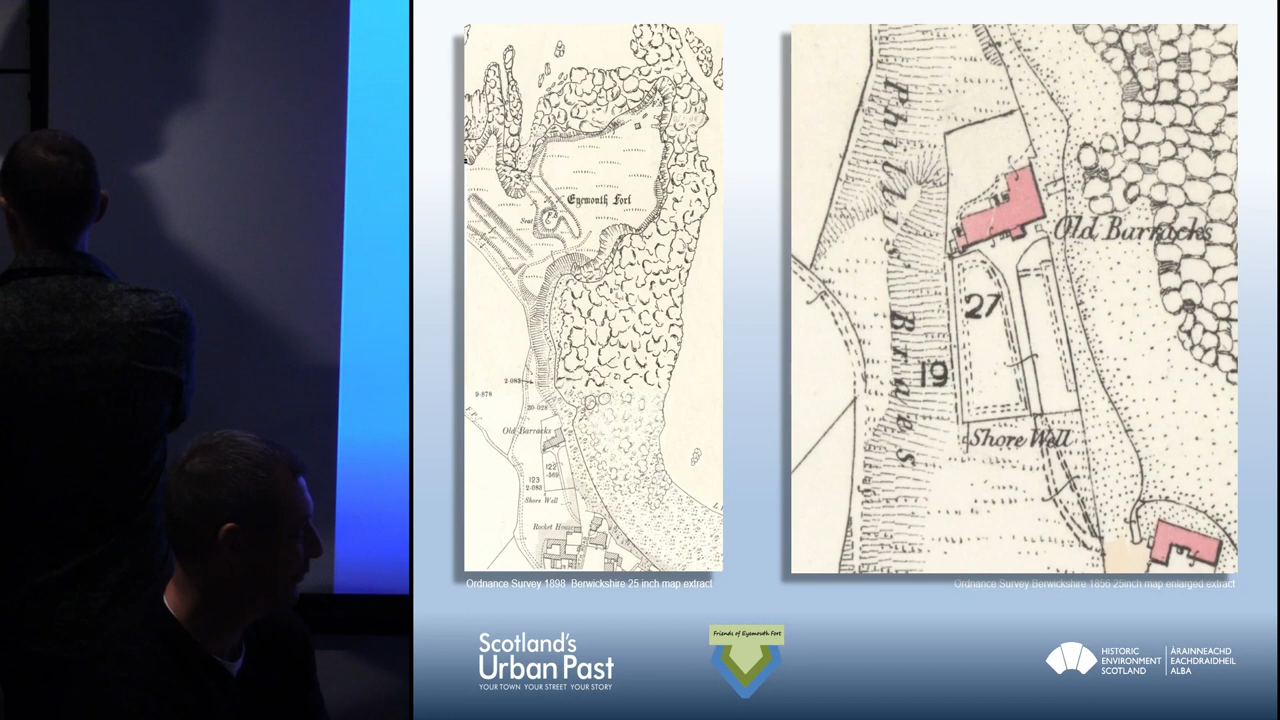 Eyemouth Fort
Seat
2·083
9·878
20·028
F.P.
Old Barracks
122
·569
123
2·083
Shore Well
Rocket House
Phillis' Braes
Old Barracks
27
19
Shore Well
Ordnance Survey 1898 Berwickshire 25 inch map extract
Ordnance Survey Berwickshire 1856 25inch map enlarged extract
Scotland's
Urban Past
YOUR TOWN YOUR STREET YOUR STORY
Friends of Eyemouth Fort
HISTORIC
ENVIRONMENT
SCOTLAND
ÀRAINNEACHD
EACHDRAIDHEIL
ALBA